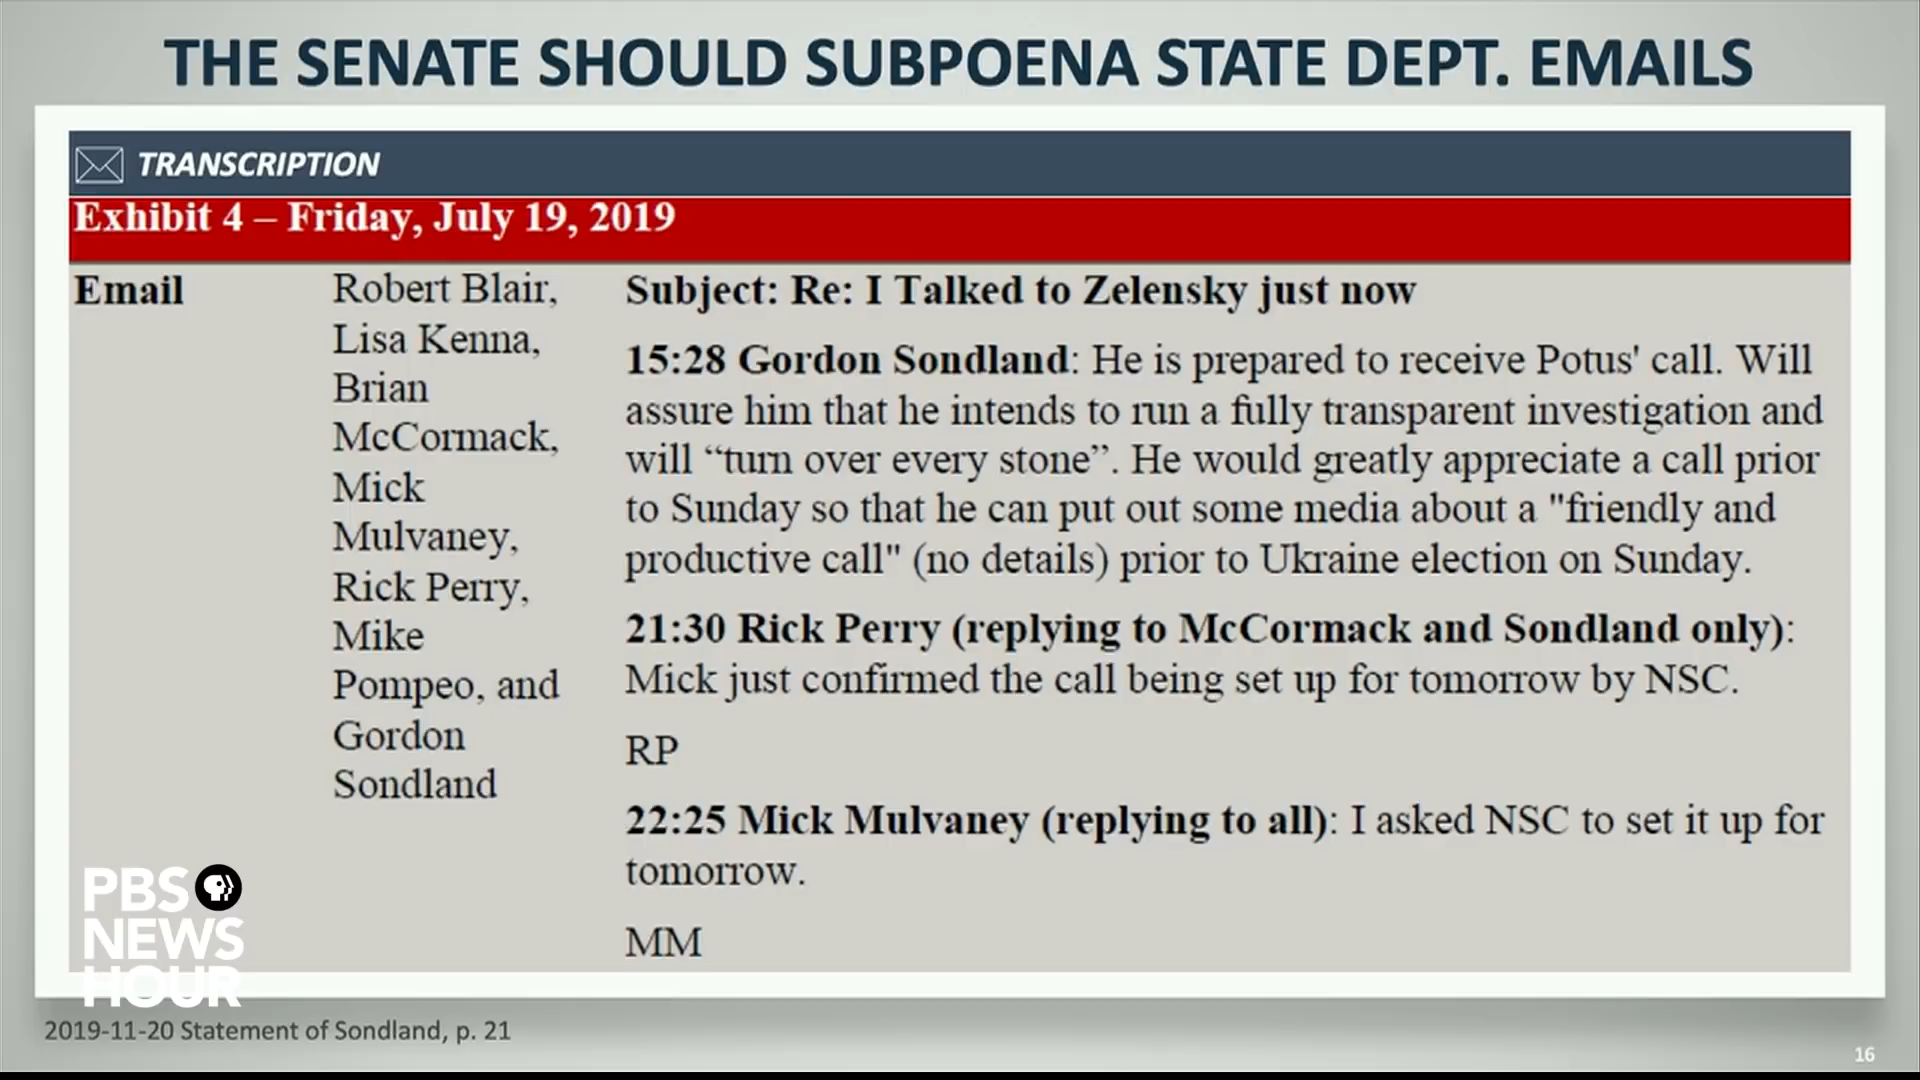 THE SENATE SHOULD SUBPOENA STATE DEPT. EMAILS
TRANSCRIPTION
Exhibit 4 – Friday, July 19, 2019
Email
Robert Blair,
Lisa Kenna,
Brian
McCormack,
Mick
Mulvaney,
Rick Perry,
Mike
Pompeo, and
Gordon
Sondland
Subject: Re: I Talked to Zelensky just now
15:28 Gordon Sondland: He is prepared to receive Potus' call. Will
assure him that he intends to run a fully transparent investigation and
will “turn over every stone”. He would greatly appreciate a call prior
to Sunday so that he can put out some media about a "friendly and
productive call" (no details) prior to Ukraine election on Sunday.
21:30 Rick Perry (replying to McCormack and Sondland only):
Mick just confirmed the call being set up for tomorrow by NSC.
RP
22:25 Mick Mulvaney (replying to all): I asked NSC to set it up for
tomorrow.
MM
PBS
NEWS
HOUR
2019-11-20 Statement of Sondland, p. 21
16